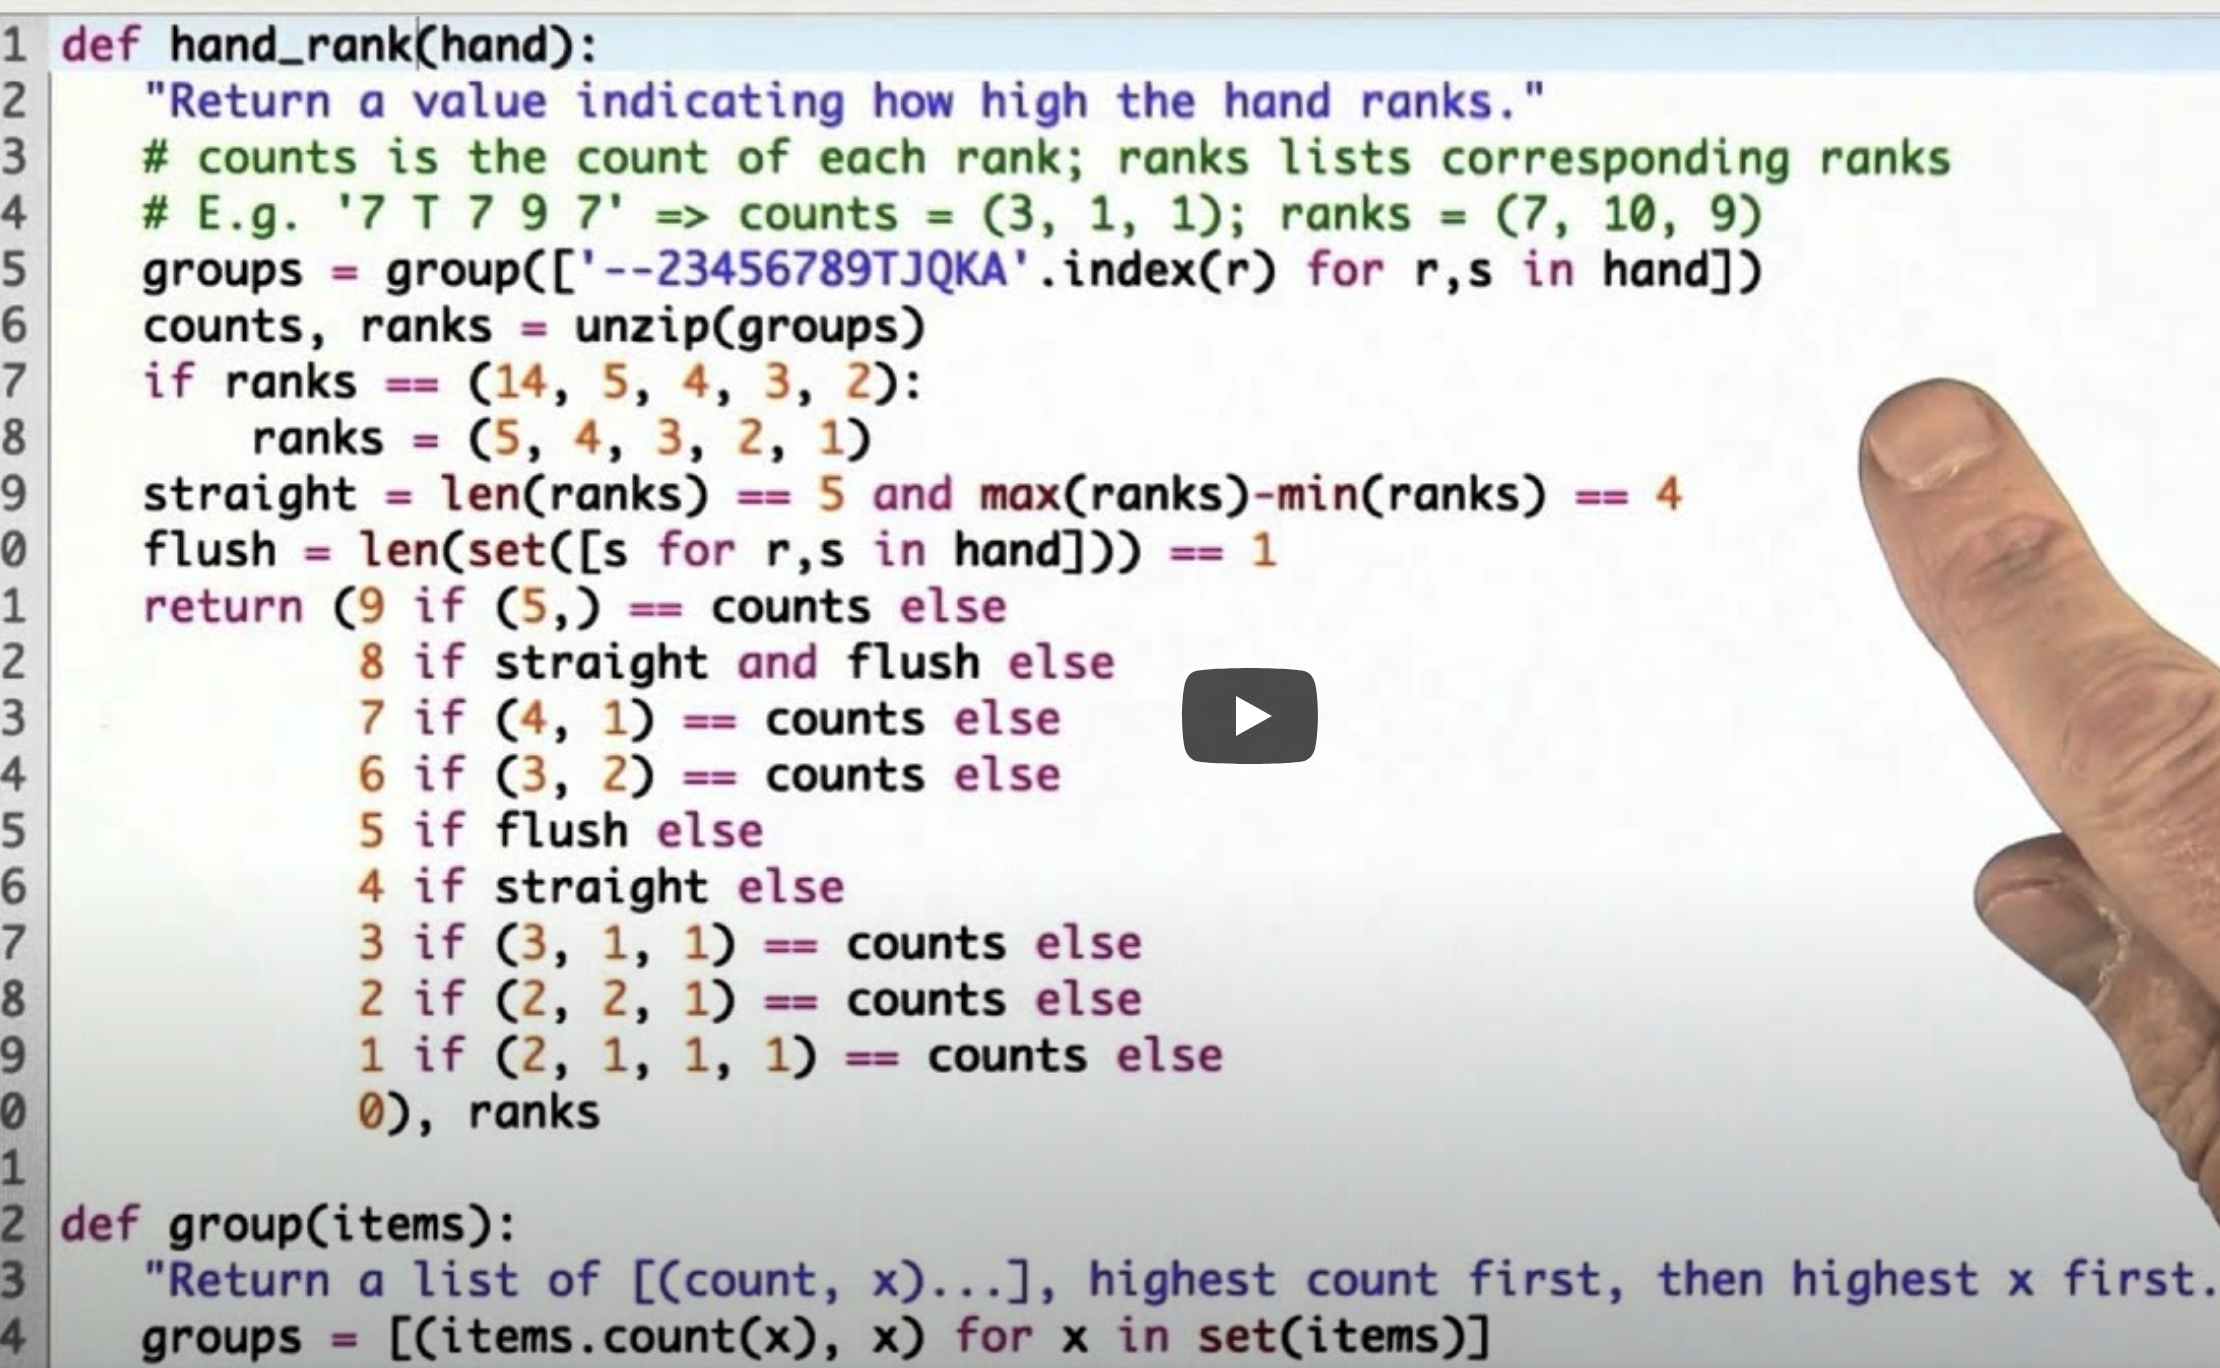 1 def hand_rank(hand):
2 "Return a value indicating how high the hand ranks."
3 # counts is the count of each rank; ranks lists corresponding ranks
4 # E.g. '7 T 7 9 7' => counts = (3, 1, 1); ranks = (7, 10, 9)
5 groups = group(['--23456789TJQKA'.index(r) for r,s in hand])
6 counts, ranks = unzip(groups)
7 if ranks == (14, 5, 4, 3, 2):
8 ranks = (5, 4, 3, 2, 1)
9 straight = len(ranks) == 5 and max(ranks)-min(ranks) == 4
0 flush = len(set([s for r,s in hand])) == 1
1 return (9 if (5,) == counts else
2 8 if straight and flush else
3 7 if (4, 1) == counts else
4 6 if (3, 2) == counts else
5 5 if flush else
6 4 if straight else
7 3 if (3, 1, 1) == counts else
8 2 if (2, 2, 1) == counts else
9 1 if (2, 1, 1, 1) == counts else
0 0), ranks
1
2 def group(items):
3 "Return a list of [(count, x)...], highest count first, then highest x first.
4 groups = [(items.count(x), x) for x in set(items)]